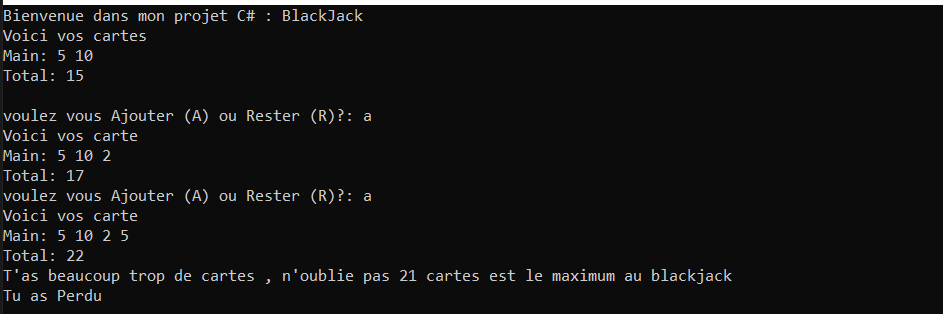 Bienvenue dans mon projet C# : BlackJack
Voici vos cartes
Main: 5 10
Total: 15
voulez vous Ajouter (A) ou Rester (R)?: a
Voici vos carte
Main: 5 10 2
Total: 17
voulez vous Ajouter (A) ou Rester (R)?: a
Voici vos carte
Main: 5 10 2 5
Total: 22
T'as beaucoup trop de cartes , n'oublie pas 21 cartes est le maximum au blackjack
Tu as Perdu